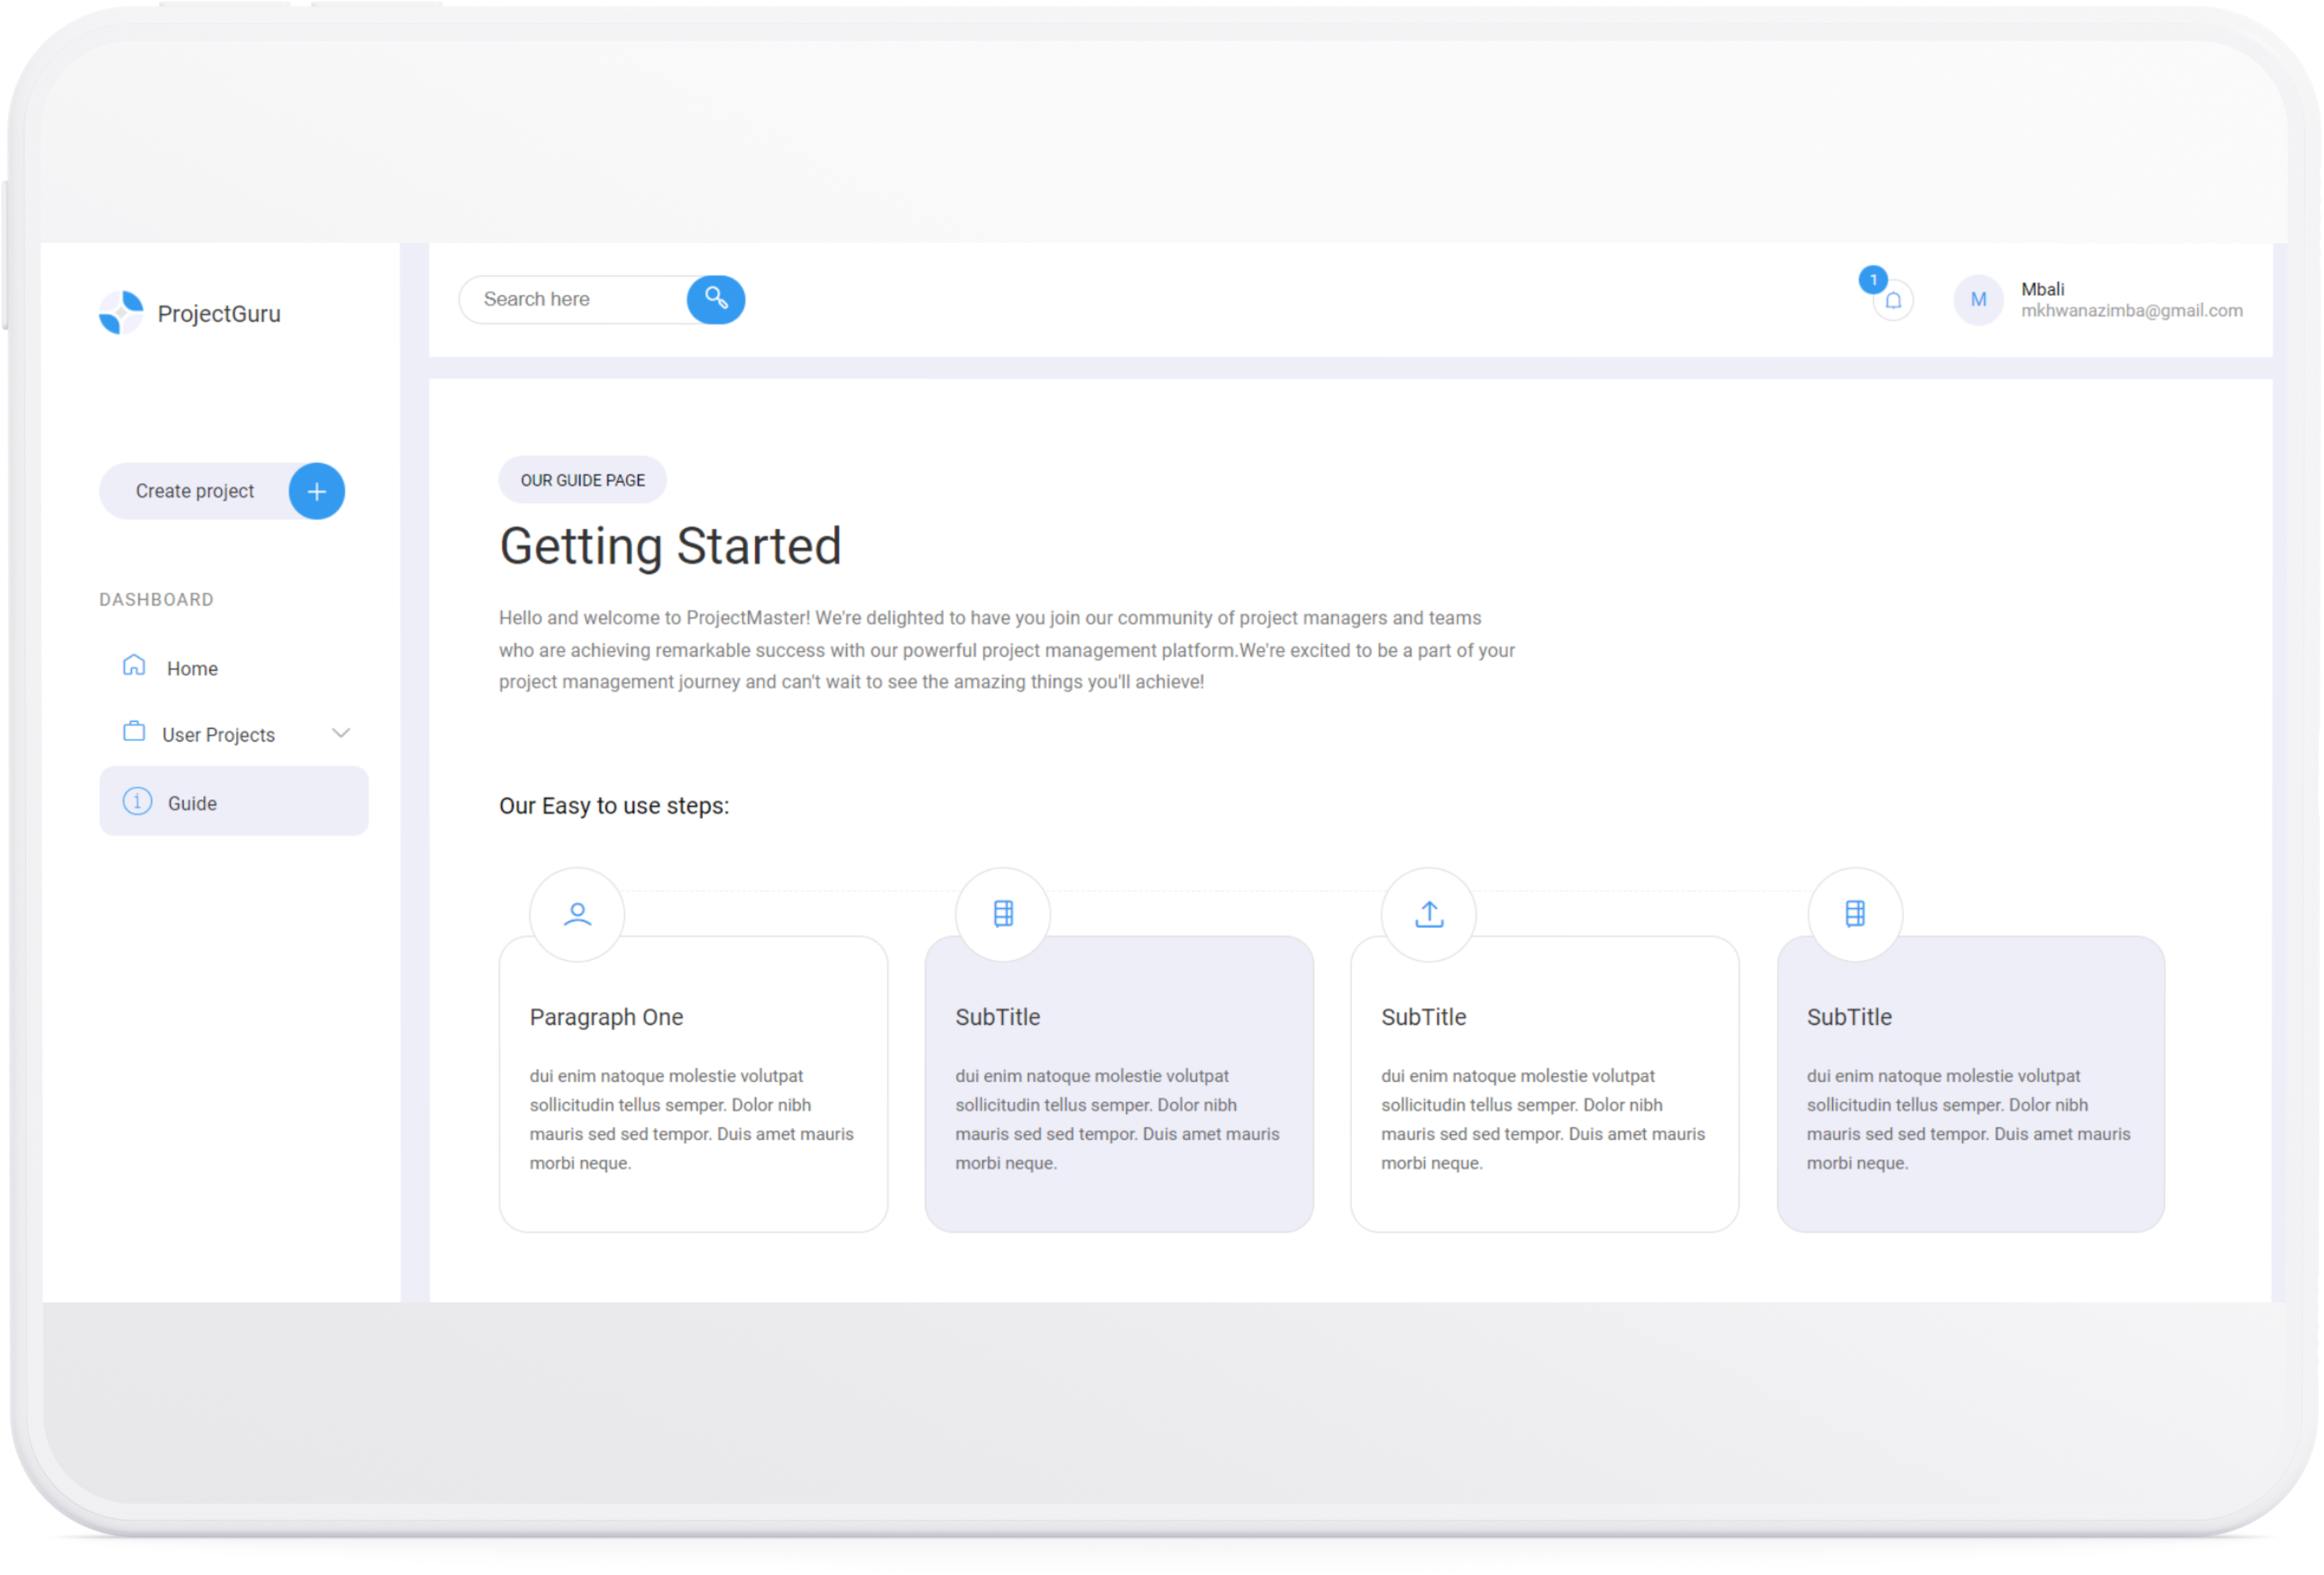 ProjectGuru
Create project
DASHBOARD
Home
User Projects
Guide
Search here
1
M
Mbali
mkhwanazimba@gmail.com
OUR GUIDE PAGE
Getting Started
Hello and welcome to ProjectMaster! We're delighted to have you join our community of project managers and teams
who are achieving remarkable success with our powerful project management platform.We're excited to be a part of your
project management journey and can't wait to see the amazing things you'll achieve!
Our Easy to use steps:
Paragraph One
dui enim natoque molestie volutpat
sollicitudin tellus semper. Dolor nibh
mauris sed sed tempor. Duis amet mauris
morbi neque.
SubTitle
dui enim natoque molestie volutpat
sollicitudin tellus semper. Dolor nibh
mauris sed sed tempor. Duis amet mauris
morbi neque.
SubTitle
dui enim natoque molestie volutpat
sollicitudin tellus semper. Dolor nibh
mauris sed sed tempor. Duis amet mauris
morbi neque.
SubTitle
dui enim natoque molestie volutpat
sollicitudin tellus semper. Dolor nibh
mauris sed sed tempor. Duis amet mauris
morbi neque.